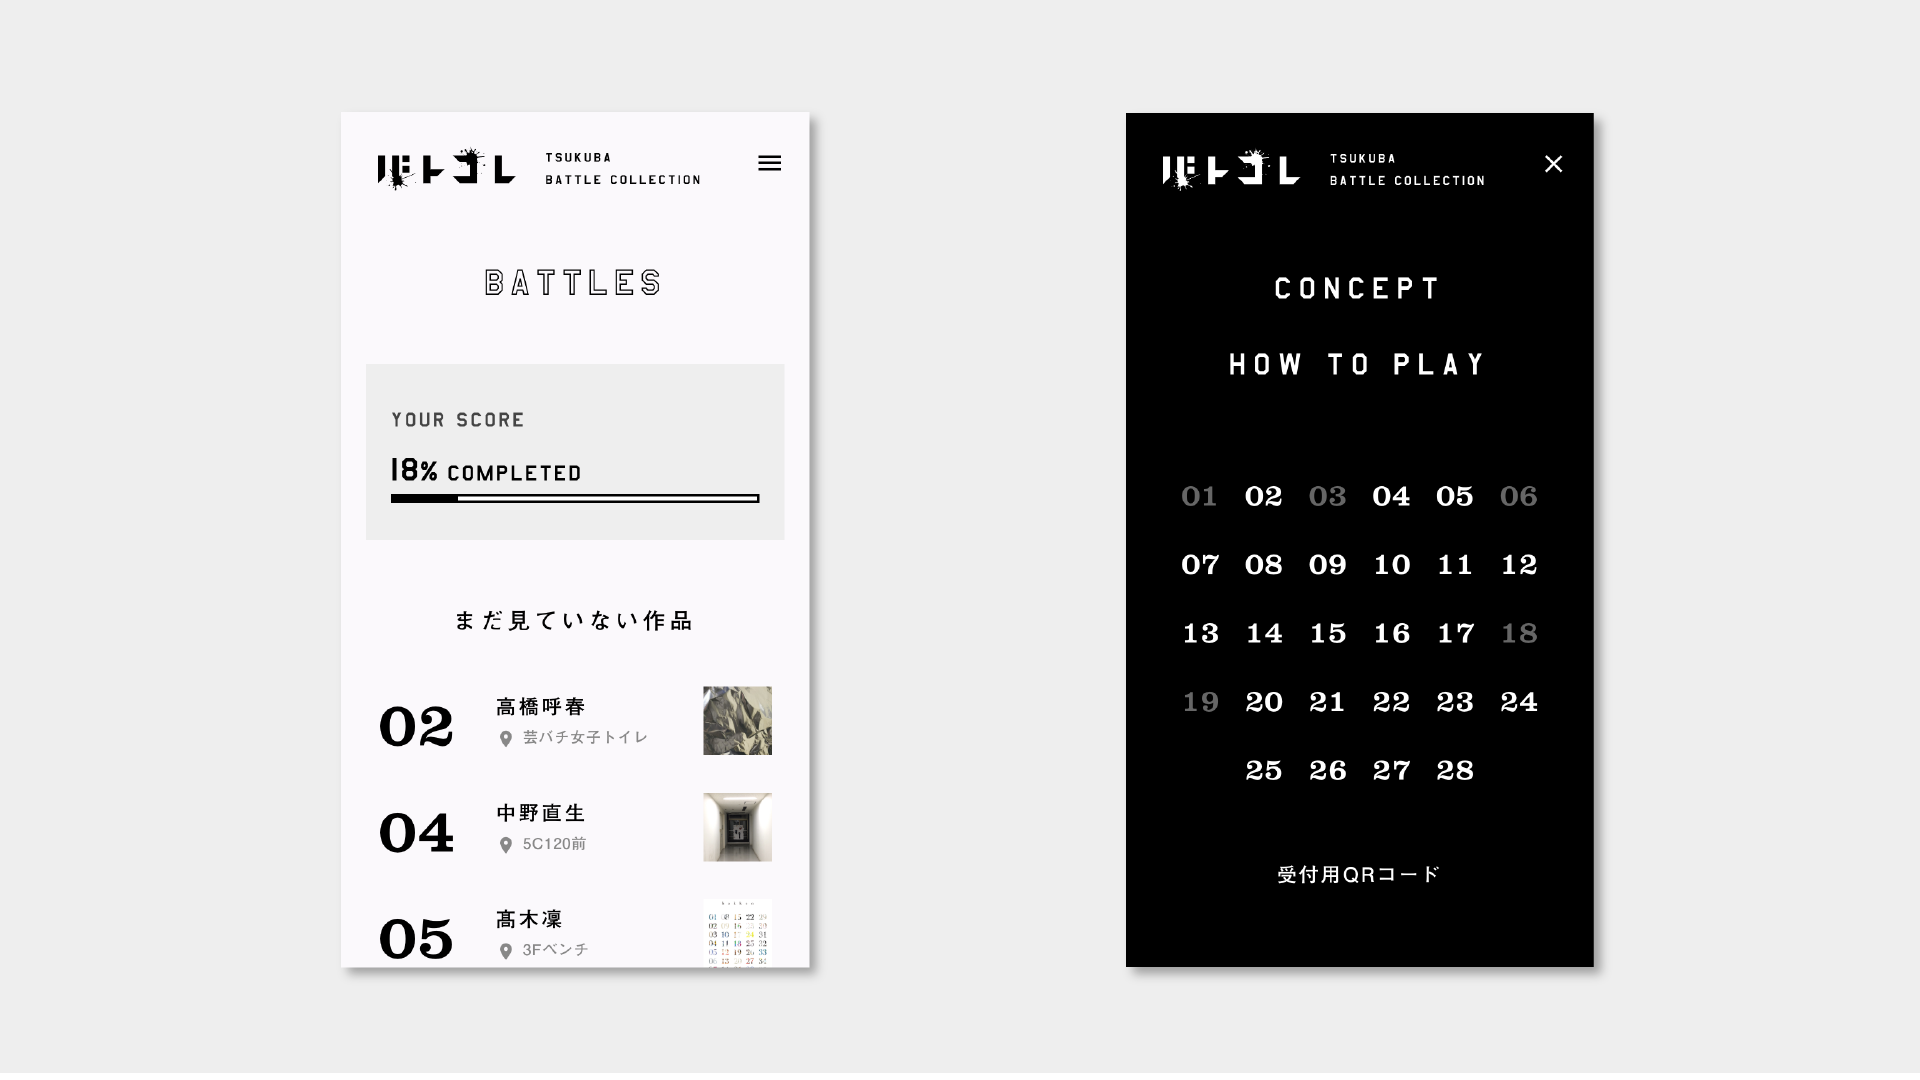 バトコレ
TSUKUBA
BATTLE COLLECTION
BATTLES
YOUR SCORE
18% COMPLETED
まだ見ていない作品
02
高橋呼春
芸バチ女子トイレ
04
中野直生
5C120前
05
髙木凜
3Fベンチ
バトコレ
TSUKUBA
BATTLE COLLECTION
CONCEPT
HOW TO PLAY
01 02 03 04 05 06
07 08 09 10 11 12
13 14 15 16 17 18
19 20 21 22 23 24
25 26 27 28
受付用QRコード